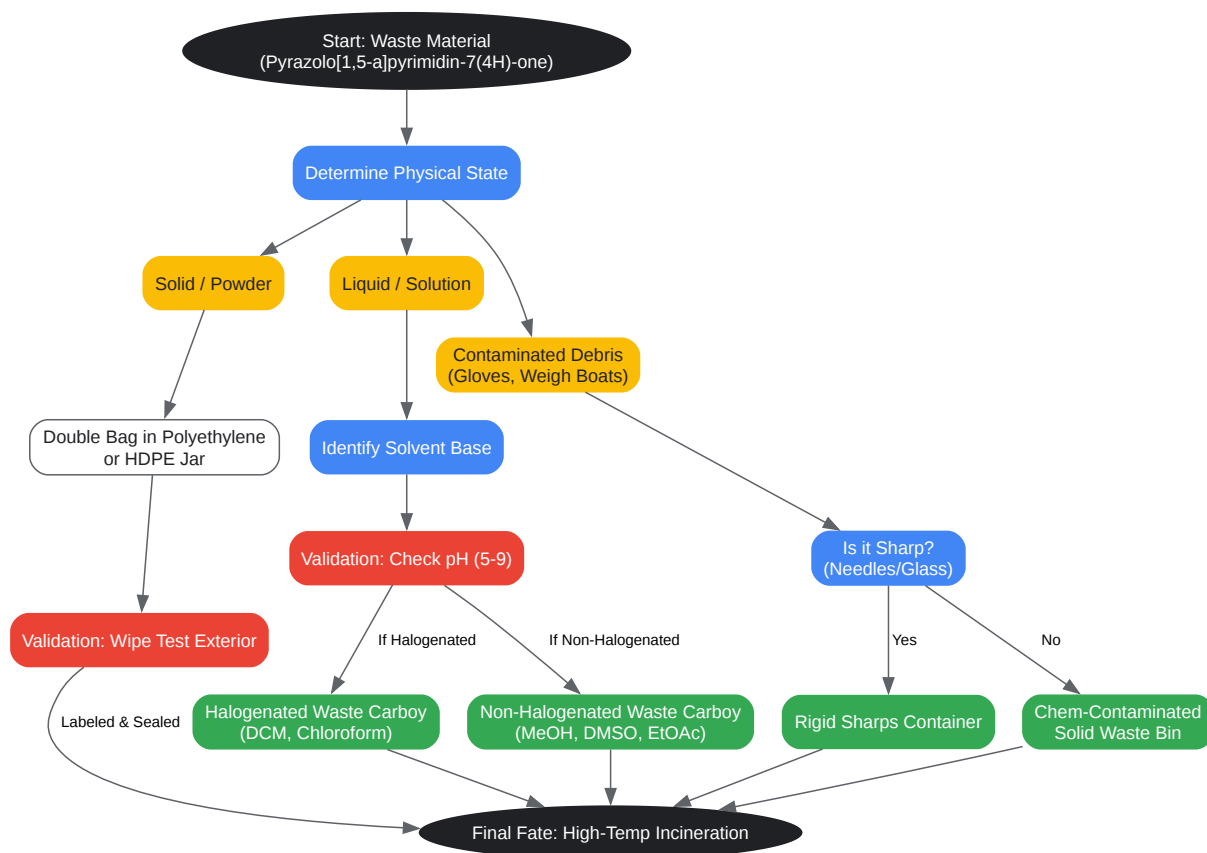 Start: Waste Material
(Pyrazolo[1,5-a]pyrimidin-7(4H)-one)
Determine Physical State
Solid / Powder
Liquid / Solution
Contaminated Debris
(Gloves, Weigh Boats)
Double Bag in Polyethylene
or HDPE Jar
Identify Solvent Base
Validation: Check pH (5-9)
Is it Sharp?
(Needles/Glass)
Validation: Wipe Test Exterior
If Halogenated
If Non-Halogenated
Yes
No
Labeled & Sealed
Halogenated Waste Carboy
(DCM, Chloroform)
Non-Halogenated Waste Carboy
(MeOH, DMSO, EtOAc)
Rigid Sharps Container
Chem-Contaminated
Solid Waste Bin
Final Fate: High-Temp Incineration